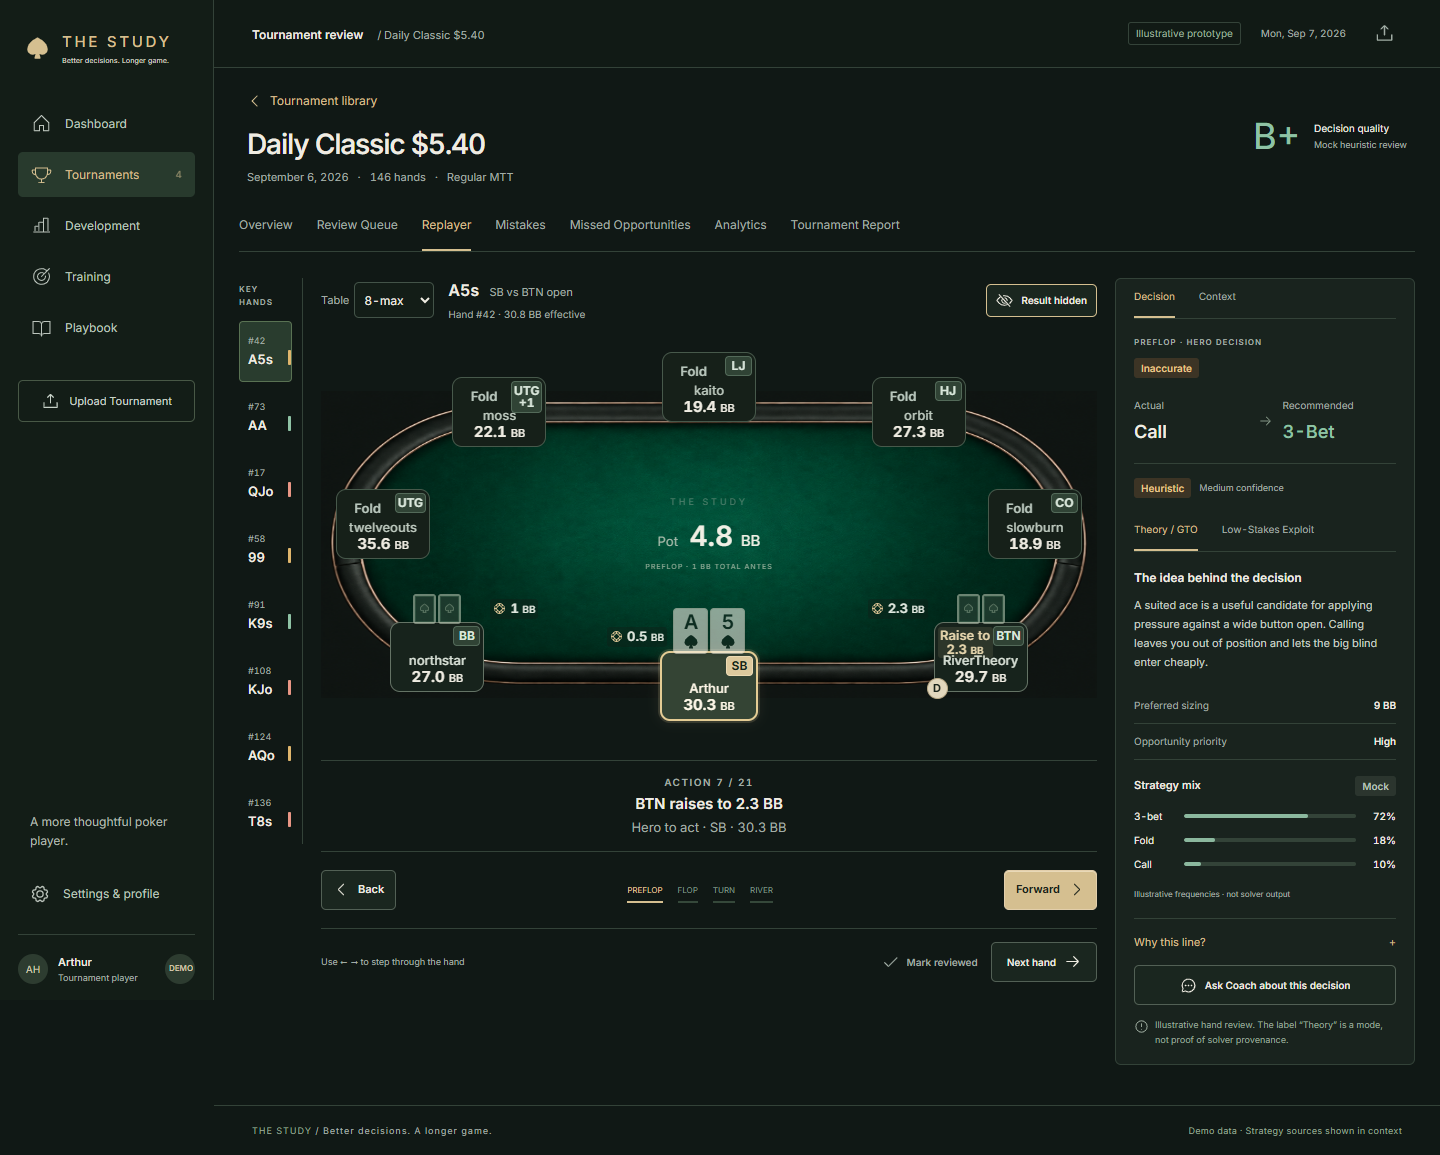 THE STUDY
Better decisions. Longer game.
Dashboard
Tournaments 4
Development
Training
Playbook
Upload Tournament
A more thoughtful poker
player.
Settings & profile
AH
Arthur
Tournament player
DEMO
Tournament review / Daily Classic $5.40
Illustrative prototype
Mon, Sep 7, 2026
Tournament library
Daily Classic $5.40
September 6, 2026 · 146 hands · Regular MTT
B+
Decision quality
Mock heuristic review
Overview
Review Queue
Replayer
Mistakes
Missed Opportunities
Analytics
Tournament Report
KEY
HANDS
#42
A5s
#73
AA
#17
QJo
#58
99
#91
K9s
#108
KJo
#124
AQo
#136
T8s
Table 8-max
A5s SB vs BTN open
Hand #42 · 30.8 BB effective
Result hidden
Fold LJ
kaito
19.4 BB
Fold UTG
+1
moss
22.1 BB
Fold HJ
orbit
27.3 BB
Fold UTG
twelveouts
35.6 BB
Fold CO
slowburn
18.9 BB
THE STUDY
Pot 4.8 BB
PREFLOP · 1 BB TOTAL ANTES
1 BB
2.3 BB
0.5 BB
A 5
BB
northstar
27.0 BB
SB
Arthur
30.3 BB
Raise to BTN
2.3 BB
RiverTheory
29.7 BB
D
ACTION 7 / 21
BTN raises to 2.3 BB
Hero to act · SB · 30.3 BB
Back
PREFLOP FLOP TURN RIVER
Forward
Use ← → to step through the hand
Mark reviewed
Next hand
Decision Context
PREFLOP · HERO DECISION
Inaccurate
Actual
Call
→
Recommended
3-Bet
Heuristic Medium confidence
Theory / GTO Low-Stakes Exploit
The idea behind the decision
A suited ace is a useful candidate for applying
pressure against a wide button open. Calling
leaves you out of position and lets the big blind
enter cheaply.
Preferred sizing 9 BB
Opportunity priority High
Strategy mix Mock
3-bet 72%
Fold 18%
Call 10%
Illustrative frequencies · not solver output
Why this line? +
Ask Coach about this decision
Illustrative hand review. The label “Theory” is a mode,
not proof of solver provenance.
THE STUDY / Better decisions. A longer game.
Demo data · Strategy sources shown in context